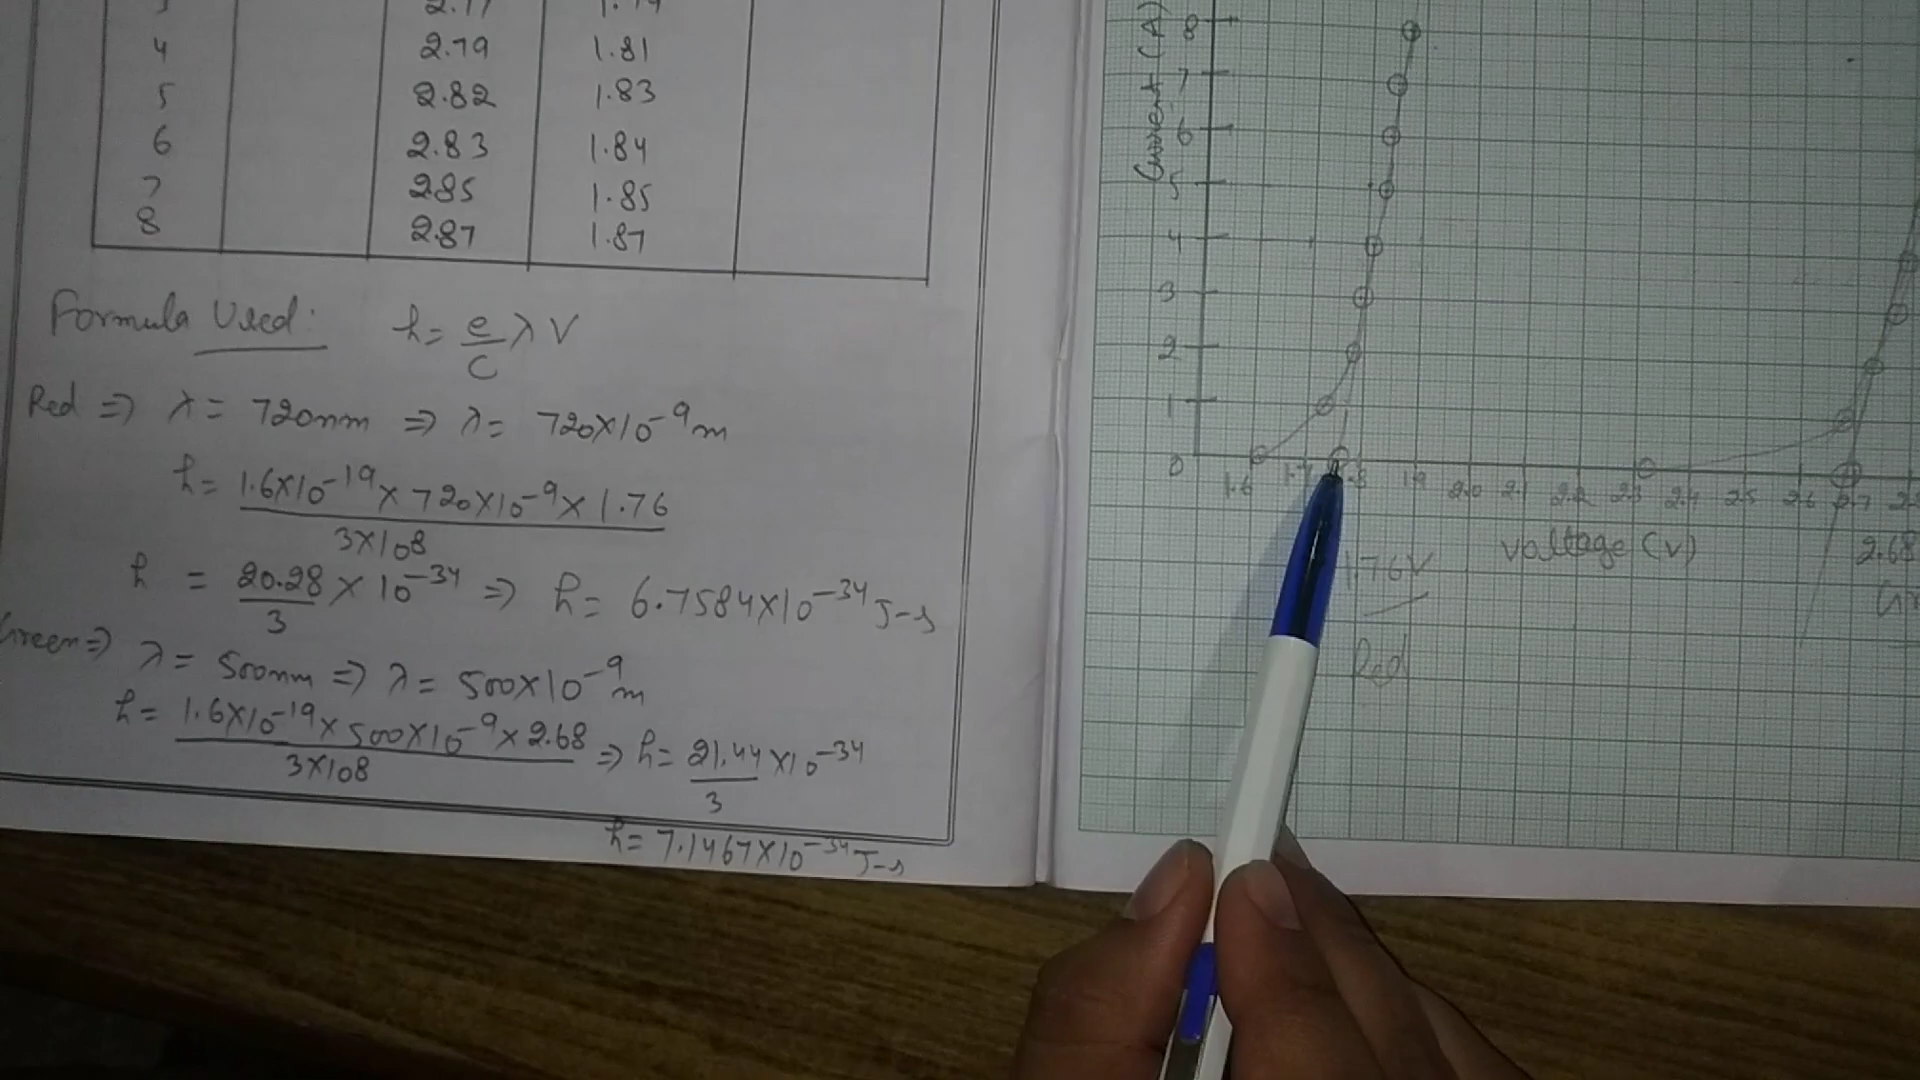 4 2.79 1.81
5 2.82 1.83
6 2.83 1.84
7 2.85 1.85
8 2.87 1.87
Formula Used: h = e/c λ V
Red ⇒ λ = 720nm ⇒ λ = 720×10⁻⁹m
h = 1.6×10⁻¹⁹ × 720×10⁻⁹ × 1.76 / 3×10⁸
h = 20.28/3 × 10⁻³⁴ ⇒ h = 6.7584×10⁻³⁴ J-s
Green ⇒ λ = 500nm ⇒ λ = 500×10⁻⁹m
h = 1.6×10⁻¹⁹ × 500×10⁻⁹ × 2.68 / 3×10⁸ ⇒ h = 21.44/3 × 10⁻³⁴
h = 7.1467×10⁻³⁴ J-s
Current (A)
8
7
6
5
4
3
2
1
0
1.6 1.7 1.9 2.0 2.1 2.2 2.3 2.4 2.5 2.6 2.7
Voltage (V)
1.76V
Red
2.68